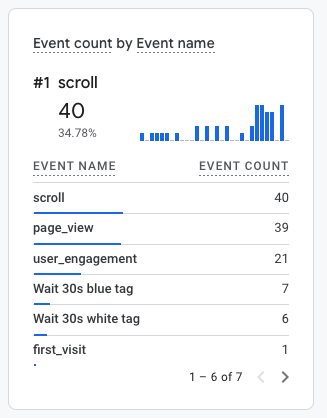 Event count by Event name
#1 scroll
40
34.78%
EVENT NAME EVENT COUNT
scroll 40
page_view 39
user_engagement 21
Wait 30s blue tag 7
Wait 30s white tag 6
first_visit 1
1 – 6 of 7